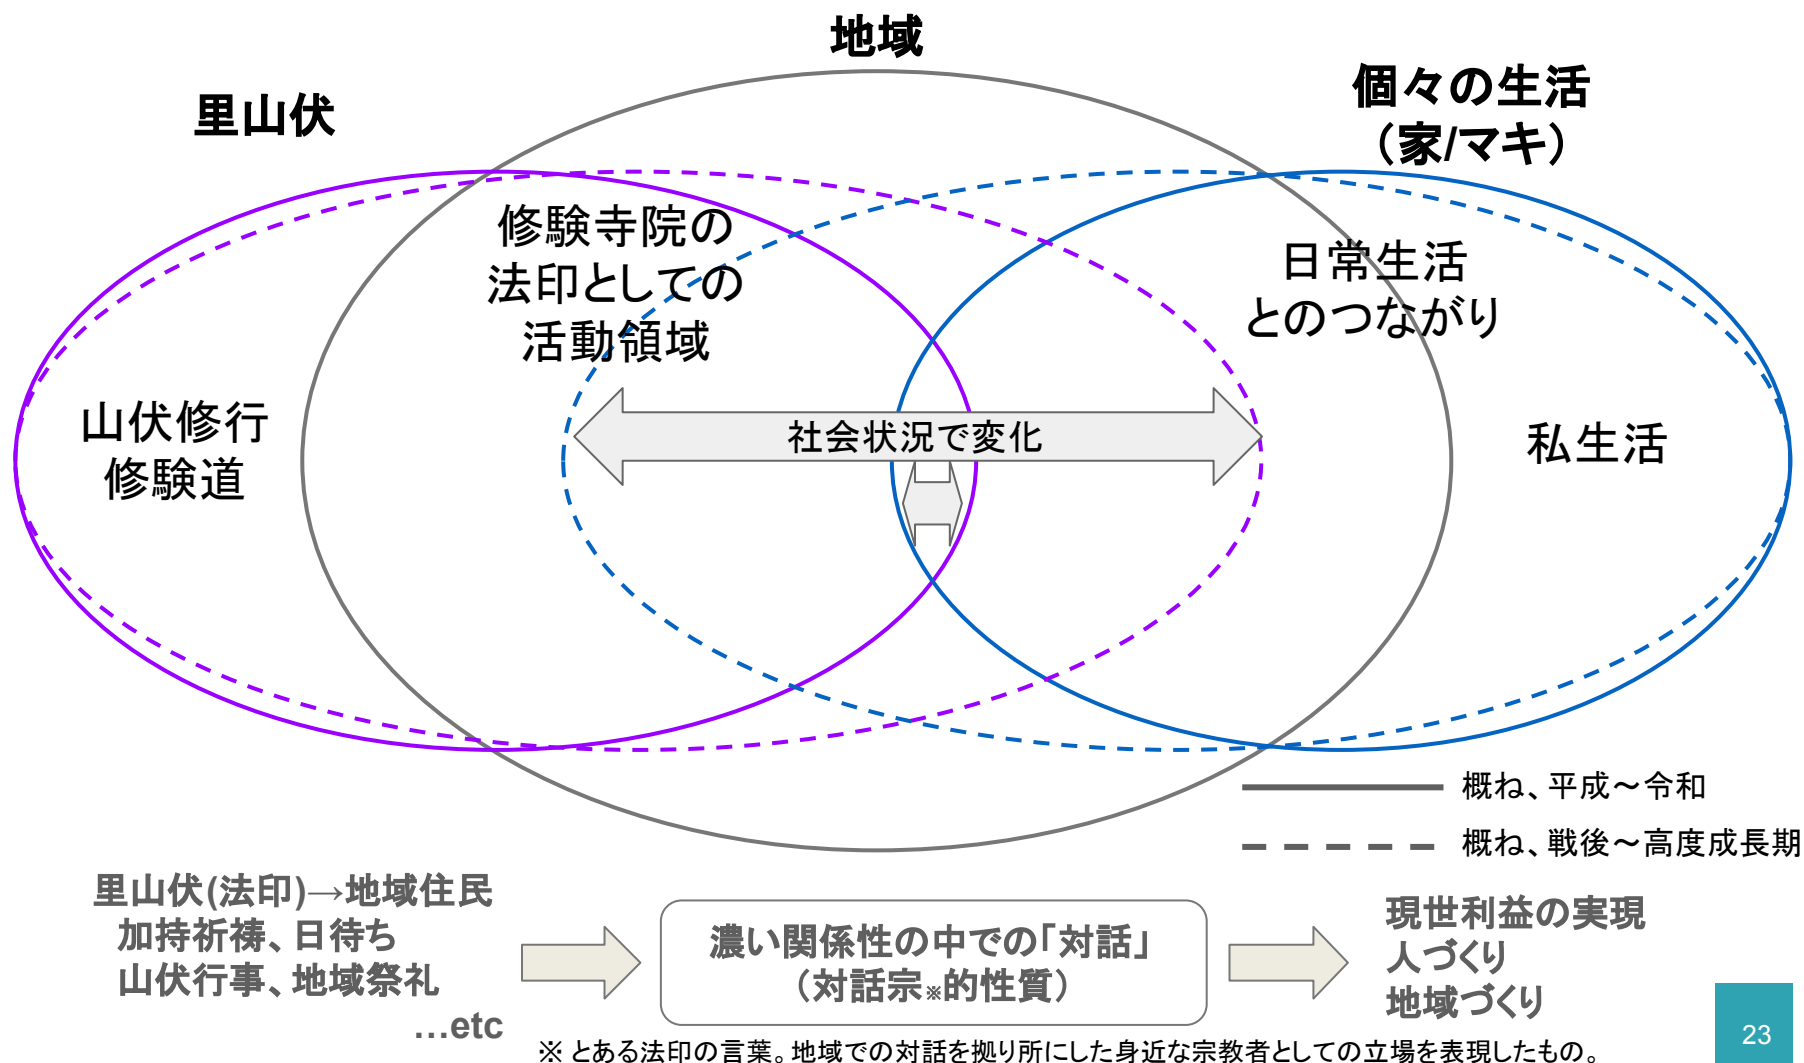 地域
里山伏
個々の生活
（家/マキ）
修験寺院の
法印としての
活動領域
日常生活
とのつながり
山伏修行
修験道
社会状況で変化
私生活
概ね、平成～令和
概ね、戦後～高度成長期
里山伏(法印)→地域住民
加持祈祷、日待ち
山伏行事、地域祭礼
…etc
濃い関係性の中での「対話」
（対話宗※的性質）
現世利益の実現
人づくり
地域づくり
※ とある法印の言葉。地域での対話を拠り所にした身近な宗教者としての立場を表現したもの。
23